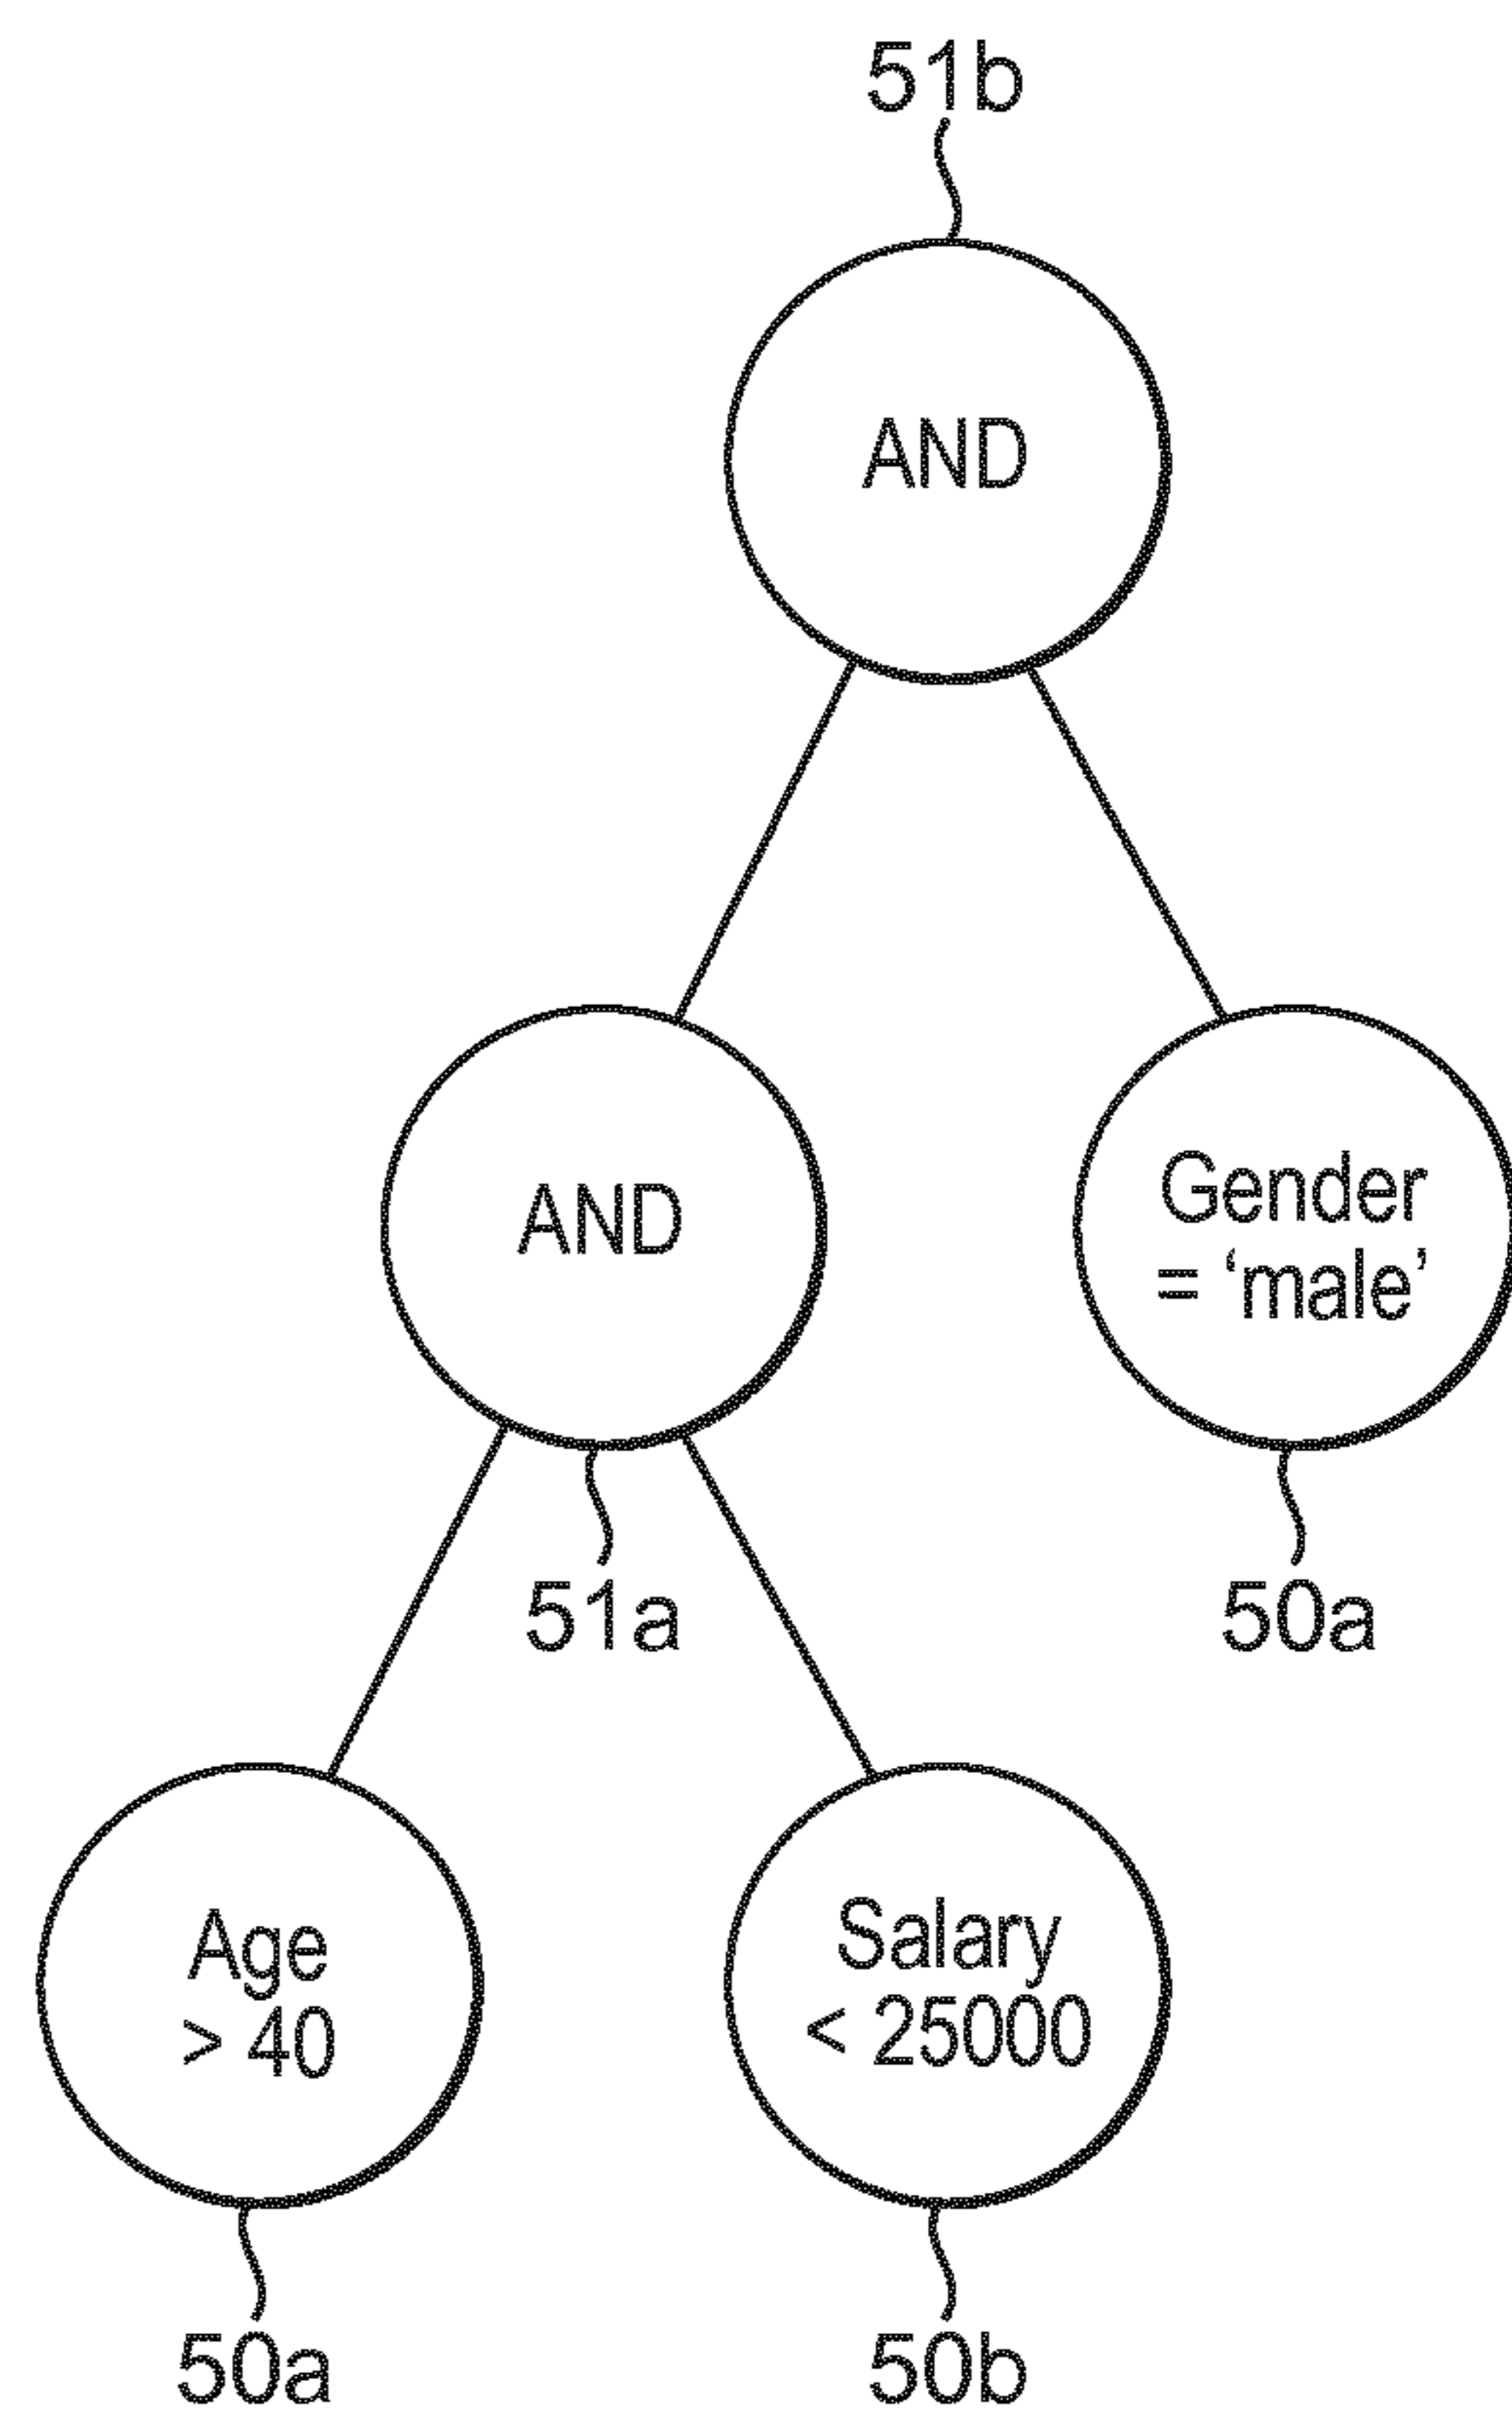 51b
AND
AND
Gender
= ‘male’
51a
50a
Age
> 40
Salary
< 25000
50a
50b